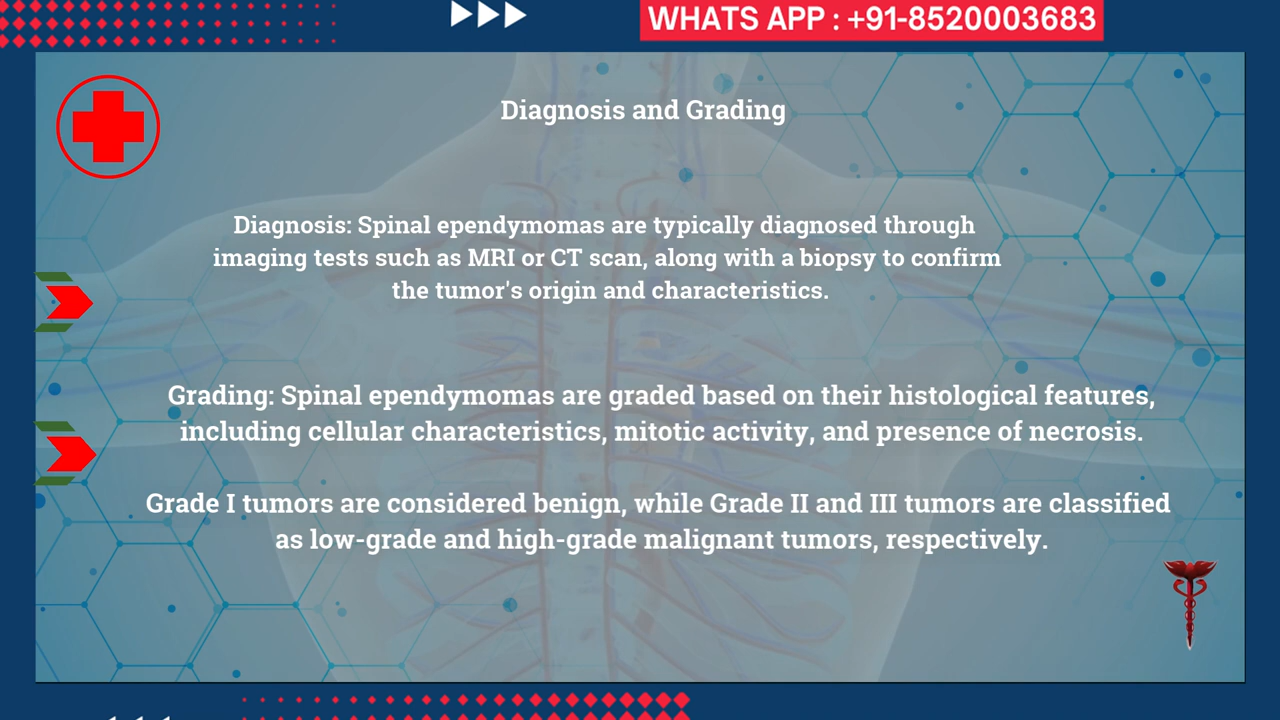 WHATS APP : +91-8520003683
Diagnosis and Grading
Diagnosis: Spinal ependymomas are typically diagnosed through
imaging tests such as MRI or CT scan, along with a biopsy to confirm
the tumor's origin and characteristics.
Grading: Spinal ependymomas are graded based on their histological features,
including cellular characteristics, mitotic activity, and presence of necrosis.
Grade I tumors are considered benign, while Grade II and III tumors are classified
as low-grade and high-grade malignant tumors, respectively.